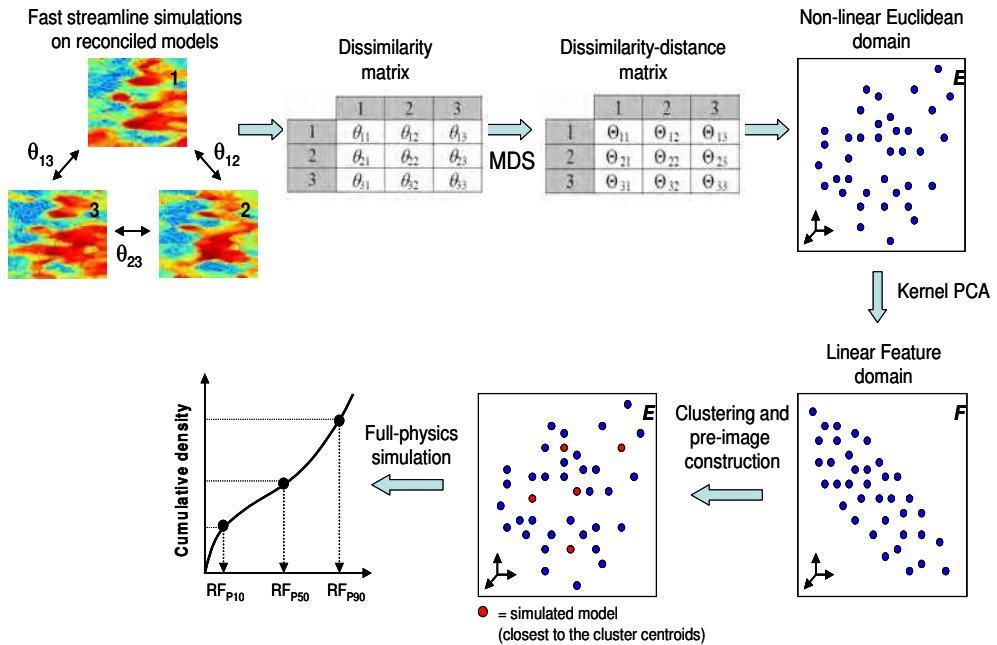 Fast streamline simulations
on reconciled models
1
θ13
θ12
3
2
θ23
Dissimilarity
matrix
1 2 3
1 θ11 θ12 θ13
2 θ21 θ22 θ23
3 θ31 θ32 θ33
MDS
Dissimilarity-distance
matrix
1 2 3
1 Θ11 Θ12 Θ13
2 Θ21 Θ22 Θ23
3 Θ31 Θ32 Θ33
Non-linear Euclidean
domain
E
Kernel PCA
Linear Feature
domain
F
Clustering and
pre-image
construction
E
= simulated model
(closest to the cluster centroids)
Full-physics
simulation
Cumulative density
RFP10 RFP50 RFP90